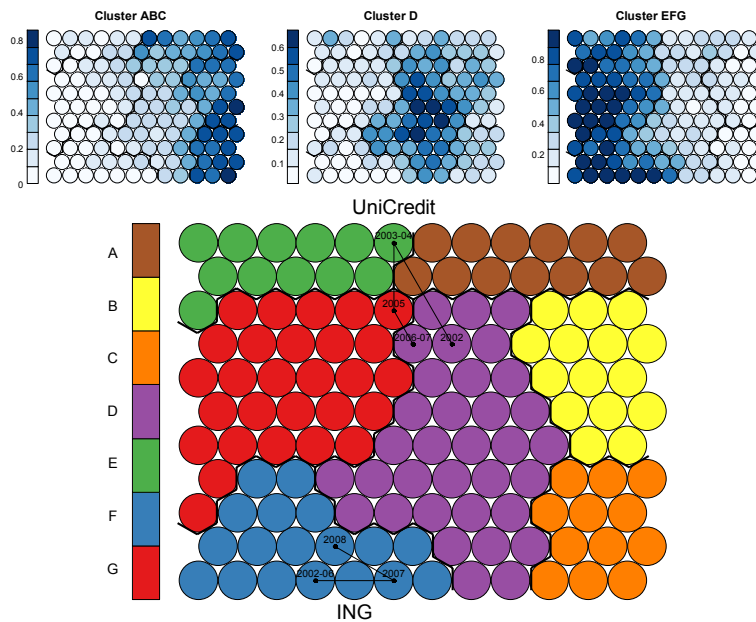 Cluster ABC
Cluster D
Cluster EFG
0.8
0.6
0.4
0.2
0
0.6
0.5
0.4
0.3
0.2
0.1
0.8
0.6
0.4
0.2
UniCredit
A
B
C
D
E
F
G
2003-04
2005
2006-07
2002
2008
2002-06
2007
ING